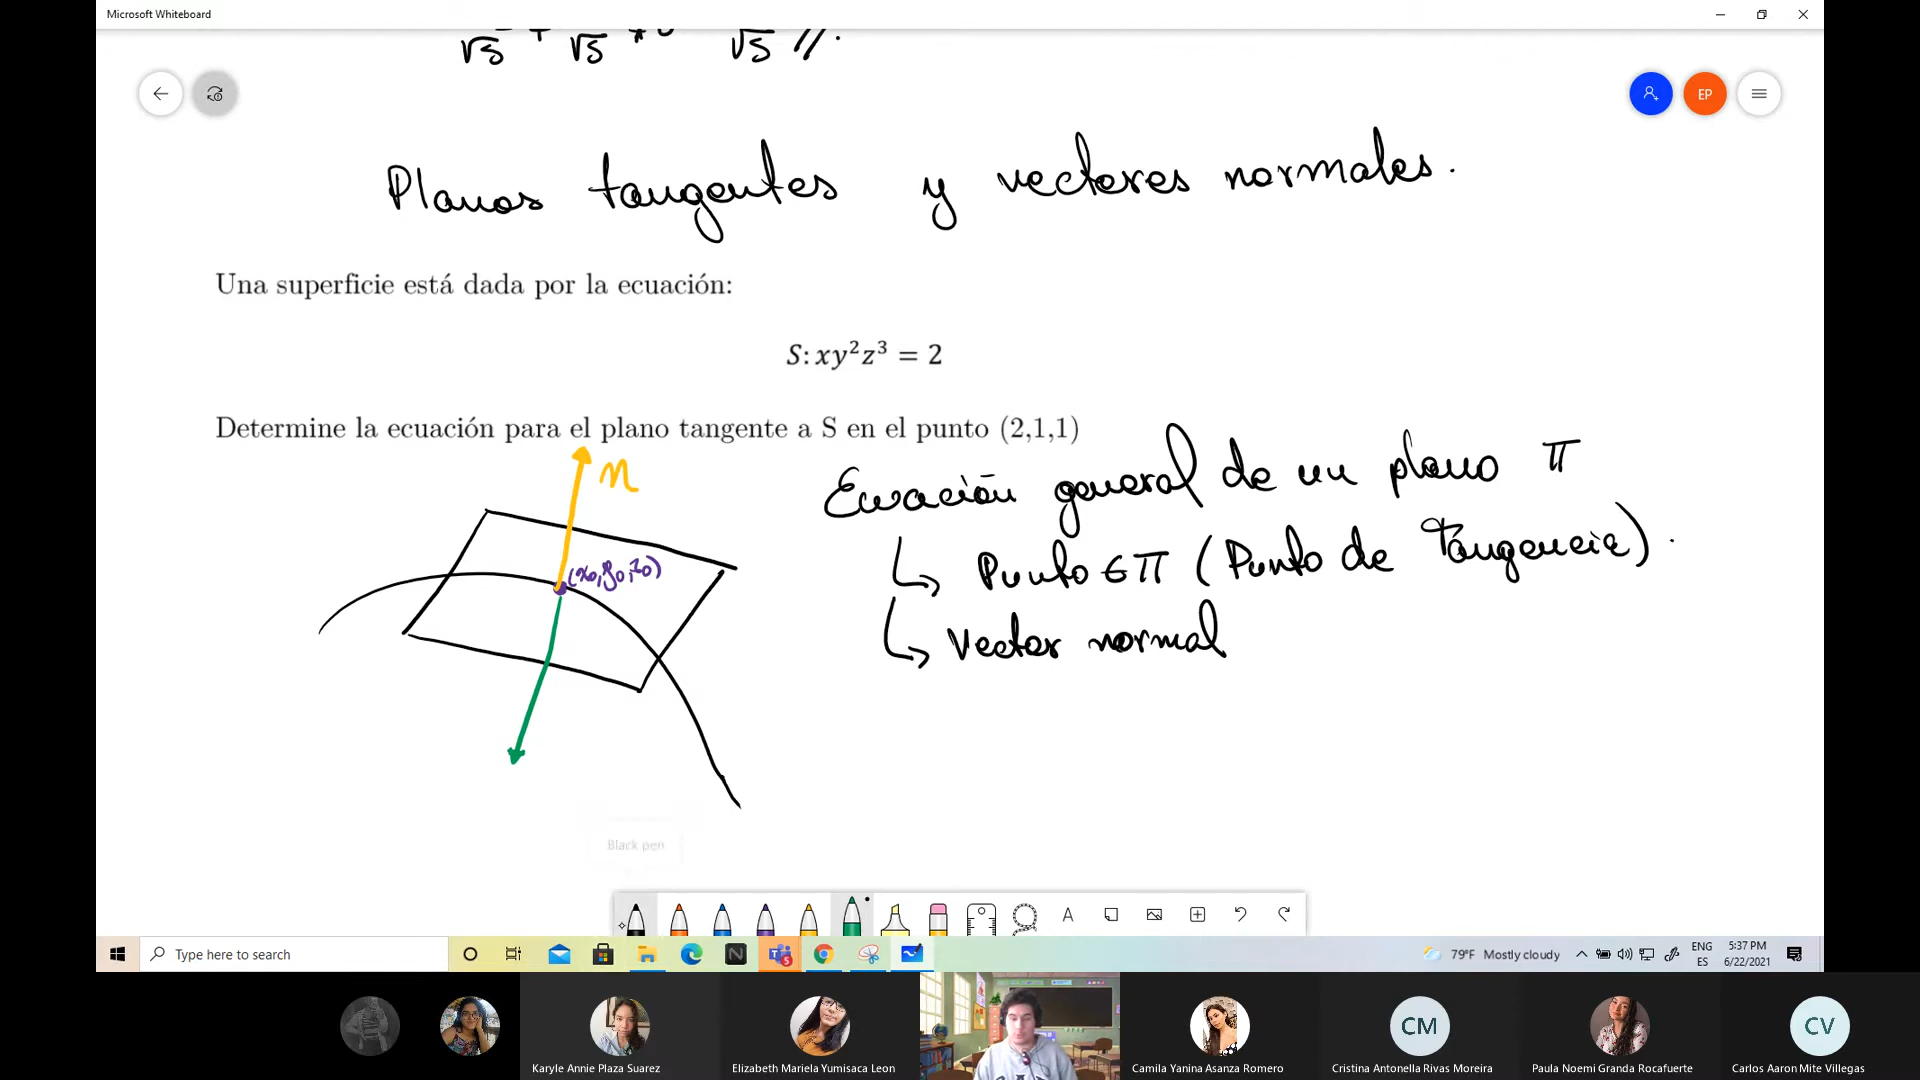 Microsoft Whiteboard
√5 + √5 * 0 √5 //.
EP
Planos tangentes y vectores normales.
Una superficie está dada por la ecuación:
S: xy²z³ = 2
Determine la ecuación para el plano tangente a S en el punto (2,1,1)
n
(x₀,y₀,z₀)
Ecuación general de un plano π
↳ Punto ∈ π (Punto de Tangencia).
↳ Vector normal
Black pen
A
Type here to search
79°F Mostly cloudy
ENG
ES
5:37 PM
6/22/2021
Karyle Annie Plaza Suarez
Elizabeth Mariela Yumisaca Leon
Camila Yanina Asanza Romero
CM
Cristina Antonella Rivas Moreira
Paula Noemi Granda Rocafuerte
CV
Carlos Aaron Mite Villegas